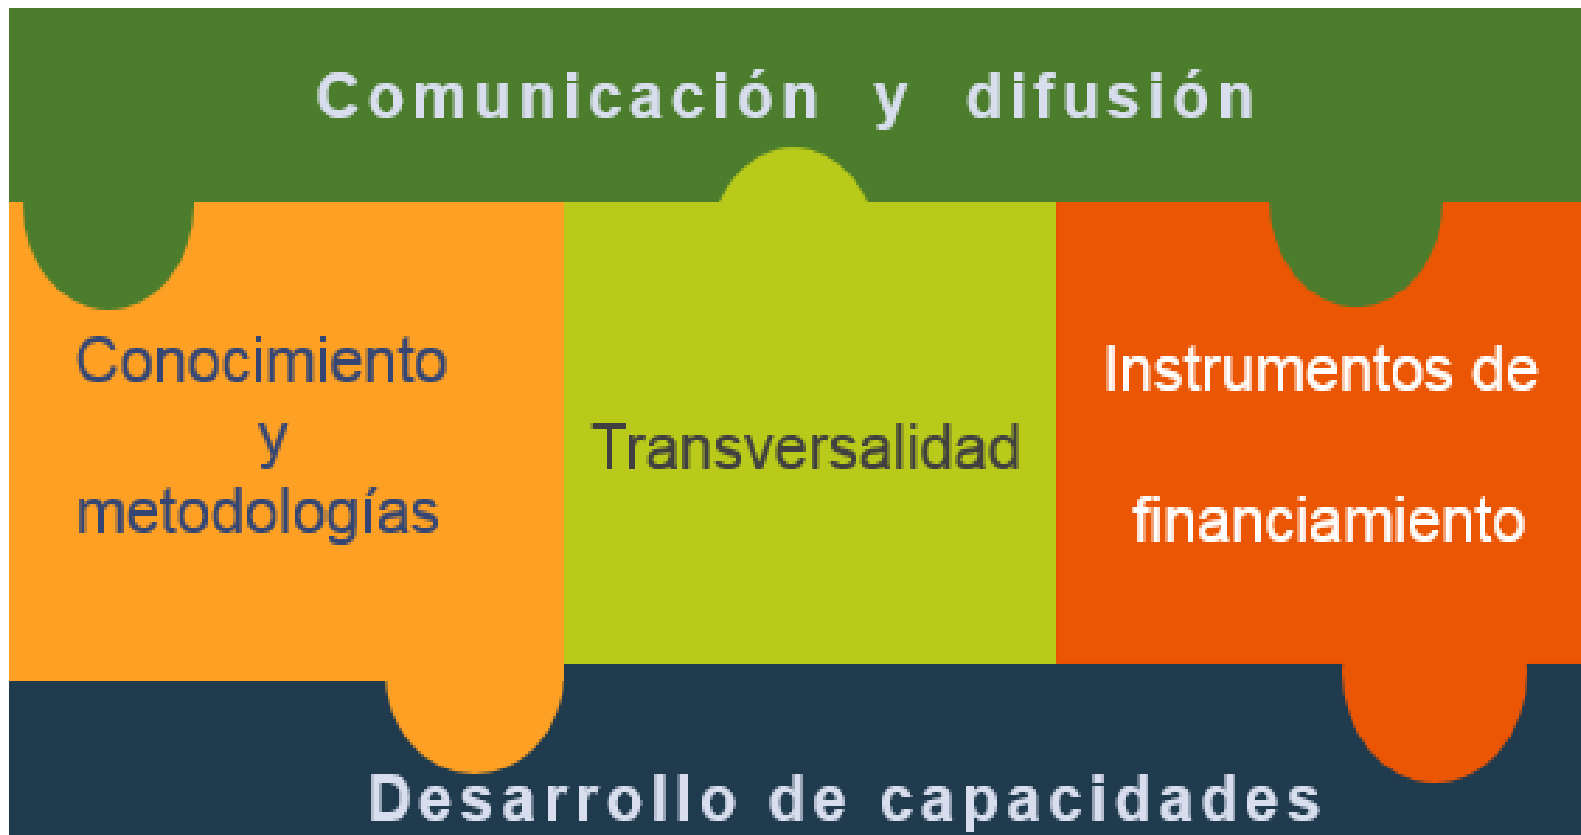 Comunicación y difusión
Conocimiento
y
metodologías
Transversalidad
Instrumentos de
financiamiento
Desarrollo de capacidades